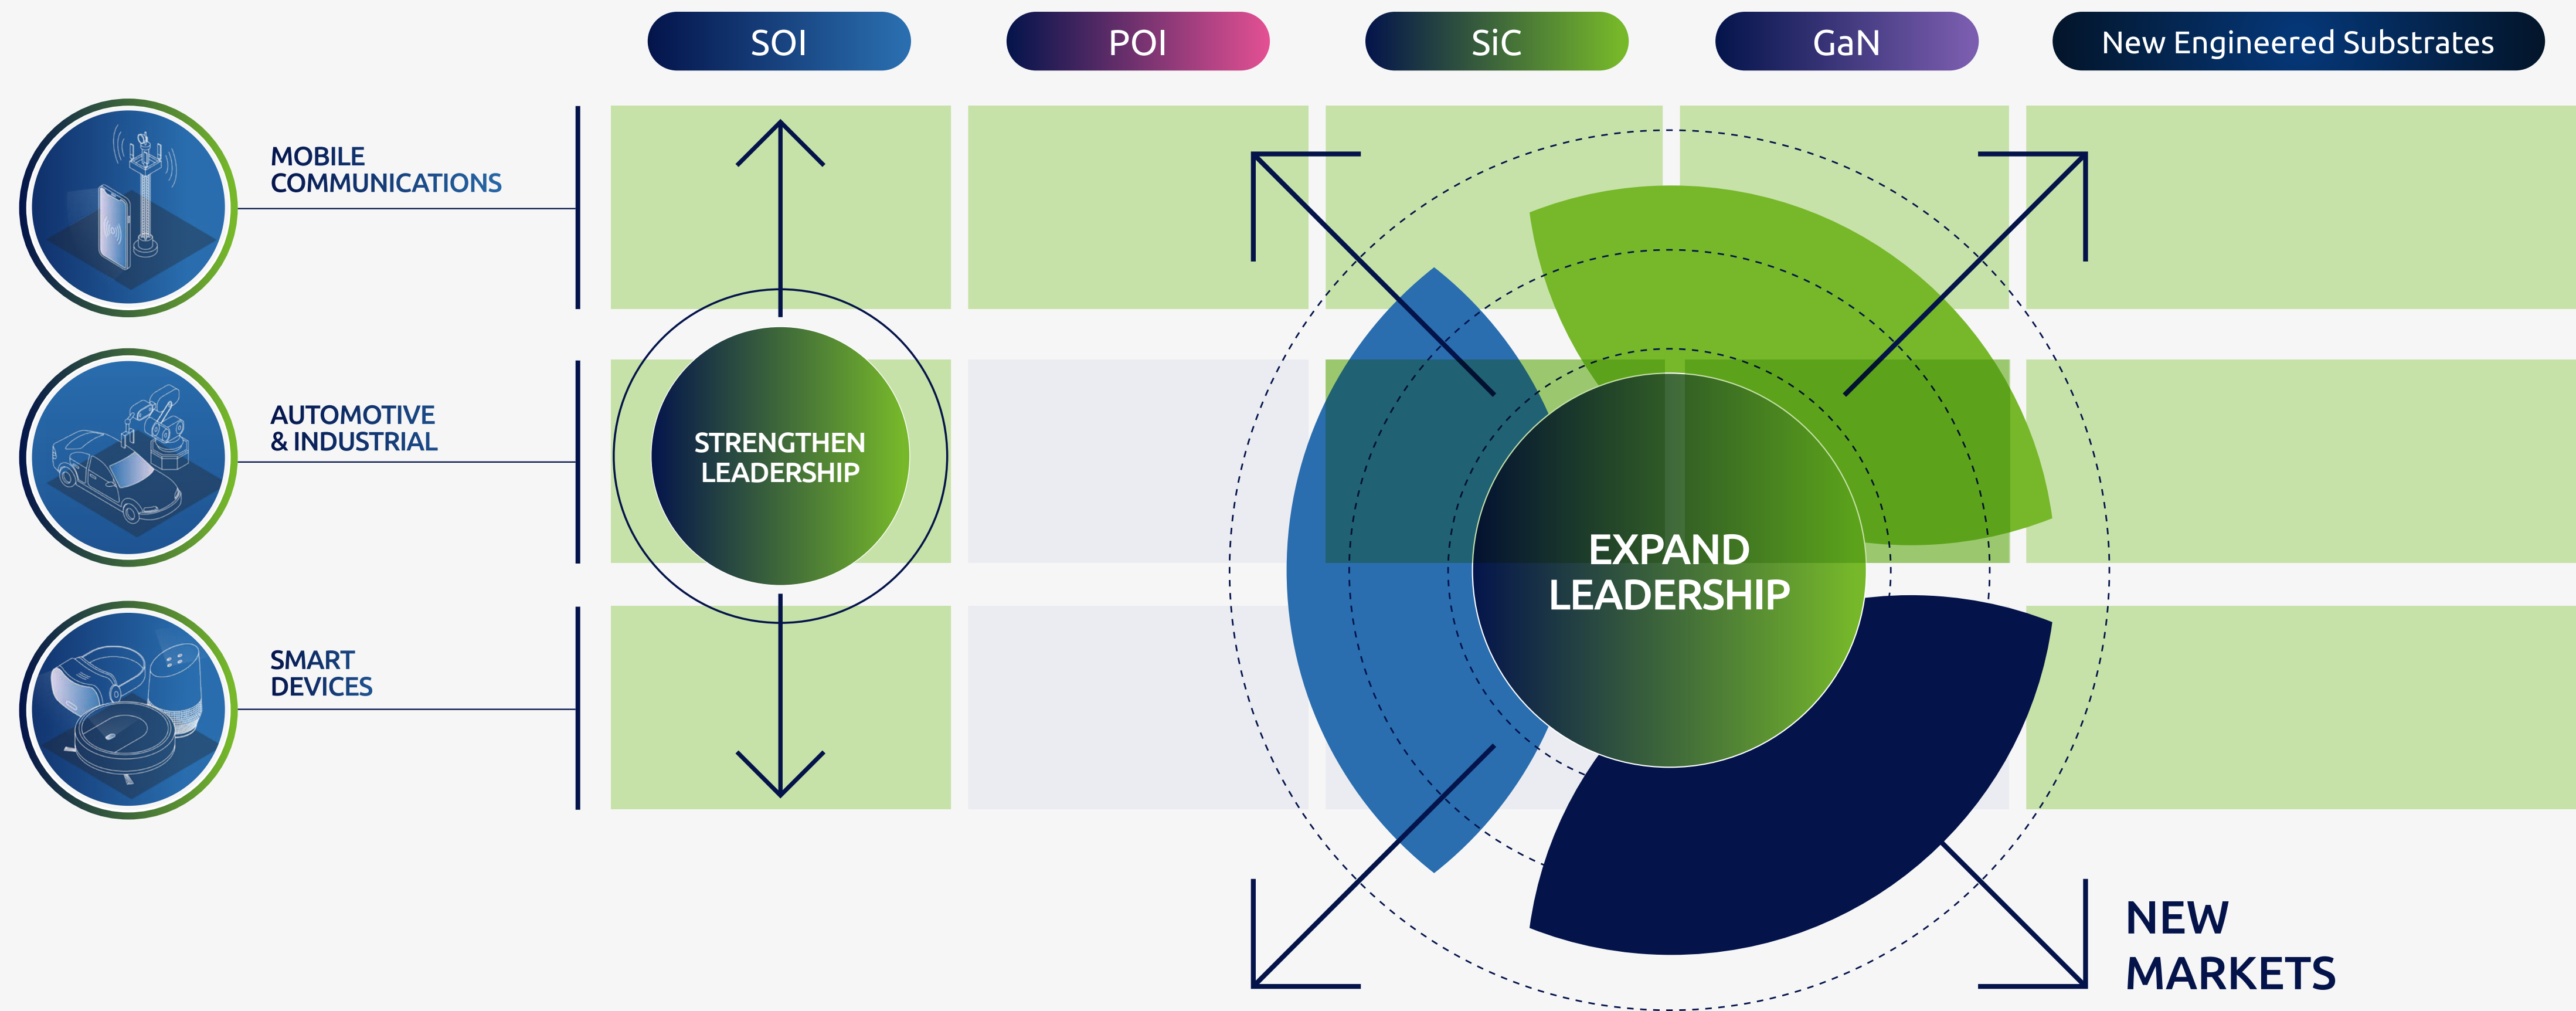 SOI
POI
SiC
GaN
New Engineered Substrates
MOBILE
COMMUNICATIONS
AUTOMOTIVE
& INDUSTRIAL
SMART
DEVICES
STRENGTHEN
LEADERSHIP
EXPAND
LEADERSHIP
NEW
MARKETS